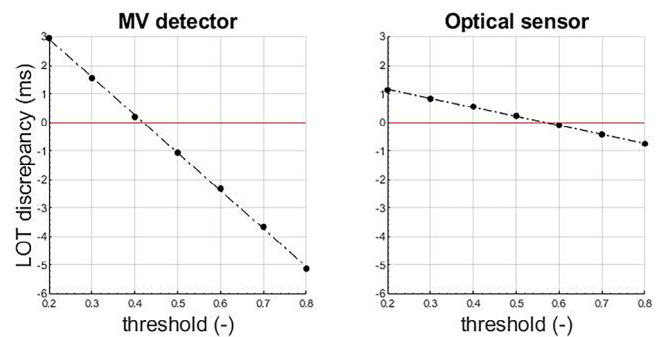 MV detector
Optical sensor
LOT discrepancy (ms)
3
2
1
0
-1
-2
-3
-4
-5
-6
0.2 0.3 0.4 0.5 0.6 0.7 0.8
threshold (-)
3
2
1
0
-1
-2
-3
-4
-5
-6
0.2 0.3 0.4 0.5 0.6 0.7 0.8
threshold (-)